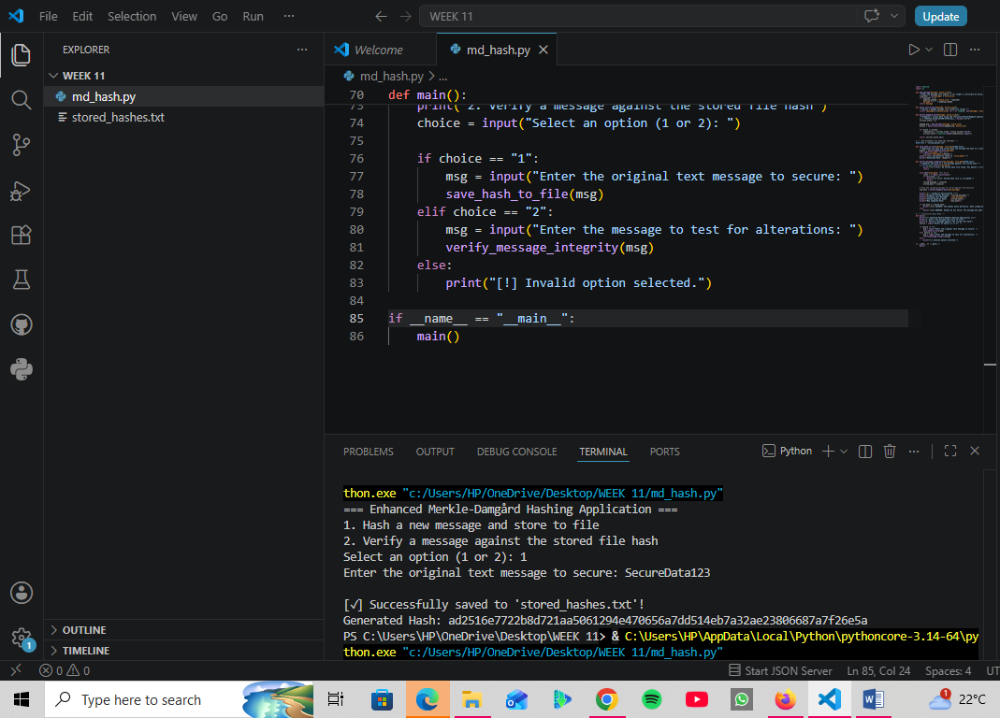 File Edit Selection View Go Run ··· WEEK 11 Update
EXPLORER ···
WEEK 11
md_hash.py
stored_hashes.txt
OUTLINE
TIMELINE
Welcome md_hash.py
md_hash.py > ...
70 def main():
73 print("2. Verify a message against the stored file hash")
74 choice = input("Select an option (1 or 2): ")
75
76 if choice == "1":
77 msg = input("Enter the original text message to secure: ")
78 save_hash_to_file(msg)
79 elif choice == "2":
80 msg = input("Enter the message to test for alterations: ")
81 verify_message_integrity(msg)
82 else:
83 print("[!] Invalid option selected.")
84
85 if __name__ == "__main__":
86 main()
PROBLEMS OUTPUT DEBUG CONSOLE TERMINAL PORTS Python
thon.exe "c:/Users/HP/OneDrive/Desktop/WEEK 11/md_hash.py"
=== Enhanced Merkle-Damgård Hashing Application ===
1. Hash a new message and store to file
2. Verify a message against the stored file hash
Select an option (1 or 2): 1
Enter the original text message to secure: SecureData123
[√] Successfully saved to 'stored_hashes.txt'!
Generated Hash: ad2516e7722b8d721aa5061294e470656a7dd514eb7a32ae23806687a7f26e5a
PS C:\Users\HP\OneDrive\Desktop\WEEK 11> & C:\Users\HP\AppData\Local\Python\pythoncore-3.14-64\py
thon.exe "c:/Users/HP/OneDrive/Desktop/WEEK 11/md_hash.py"
1
0 0 Start JSON Server Ln 85, Col 24 Spaces: 4 UT
Type here to search 1 22°C